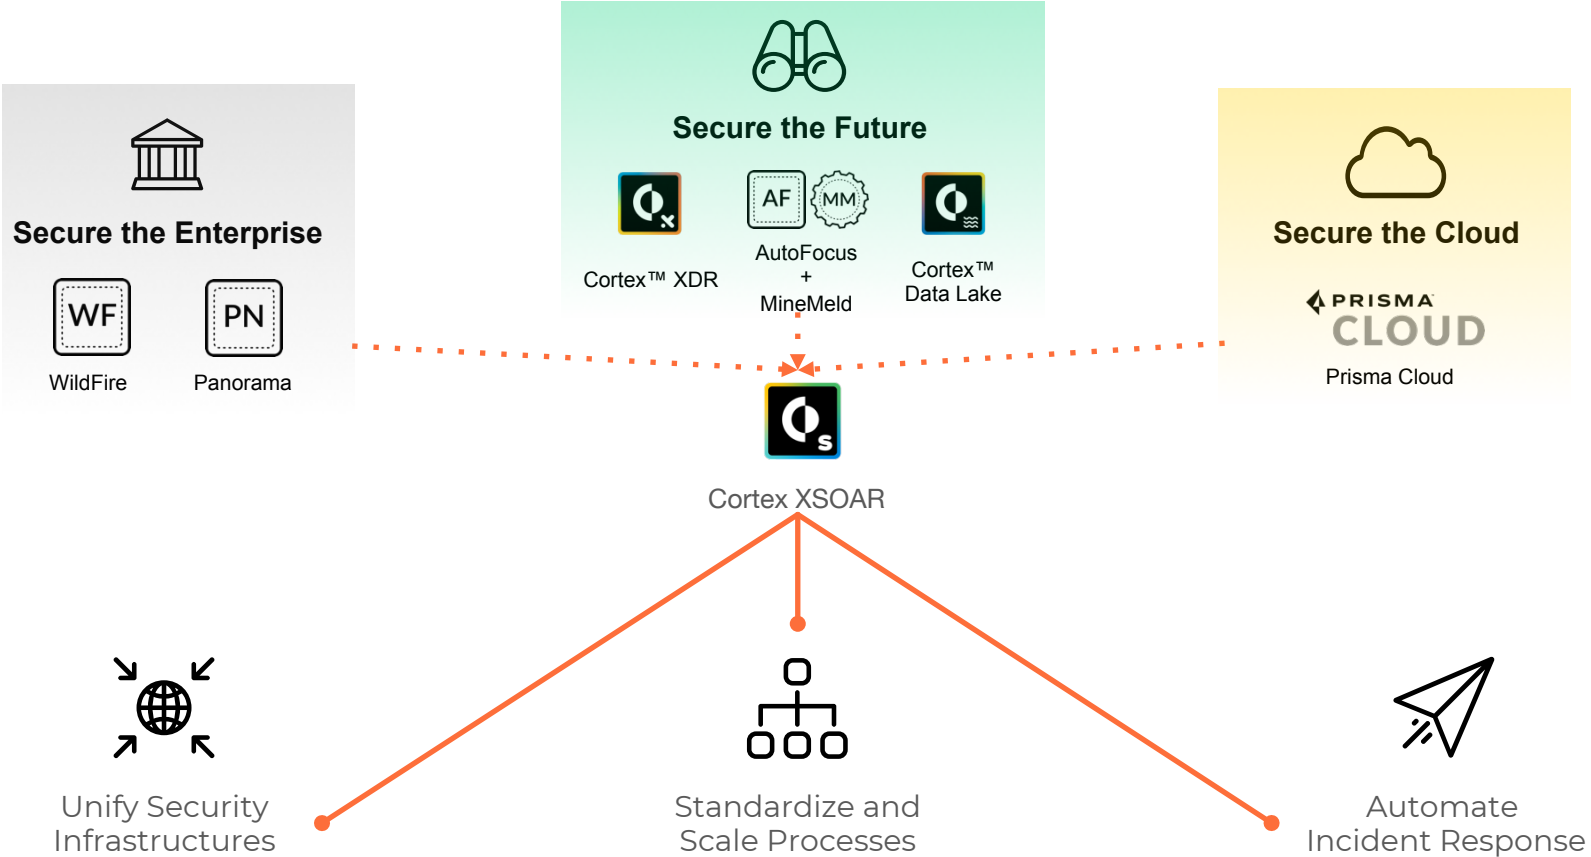 Secure the Future
AF MM
AutoFocus
+
MineMeld
Cortex™ XDR
Cortex™
Data Lake
Secure the Enterprise
WF
PN
WildFire
Panorama
Secure the Cloud
PRISMA
CLOUD
Prisma Cloud
S
Cortex XSOAR
Unify Security
Infrastructures
Standardize and
Scale Processes
Automate
Incident Response